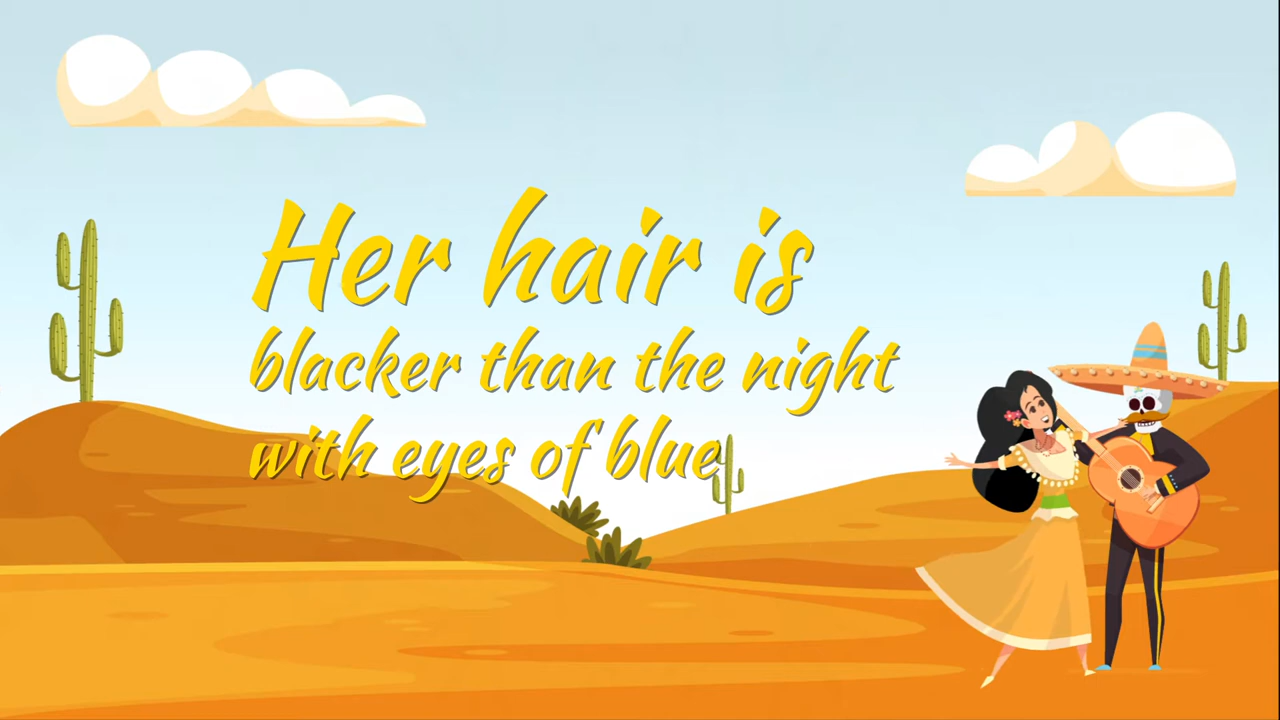 Her hair is
blacker than the night
with eyes of blue